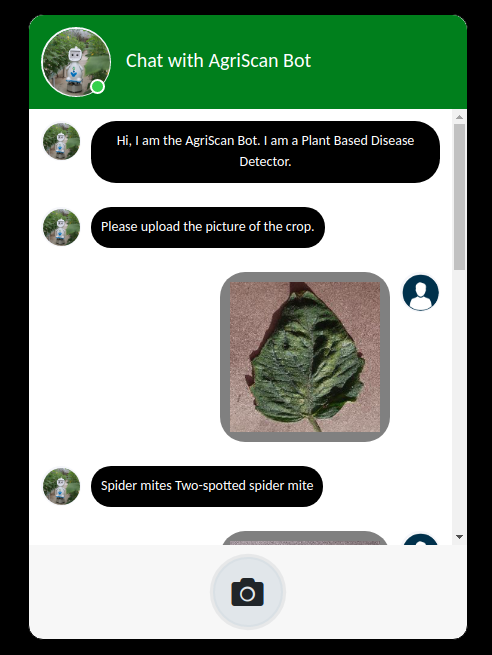 Chat with AgriScan Bot
Hi, I am the AgriScan Bot. I am a Plant Based Disease
Detector.
Please upload the picture of the crop.
Spider mites Two-spotted spider mite